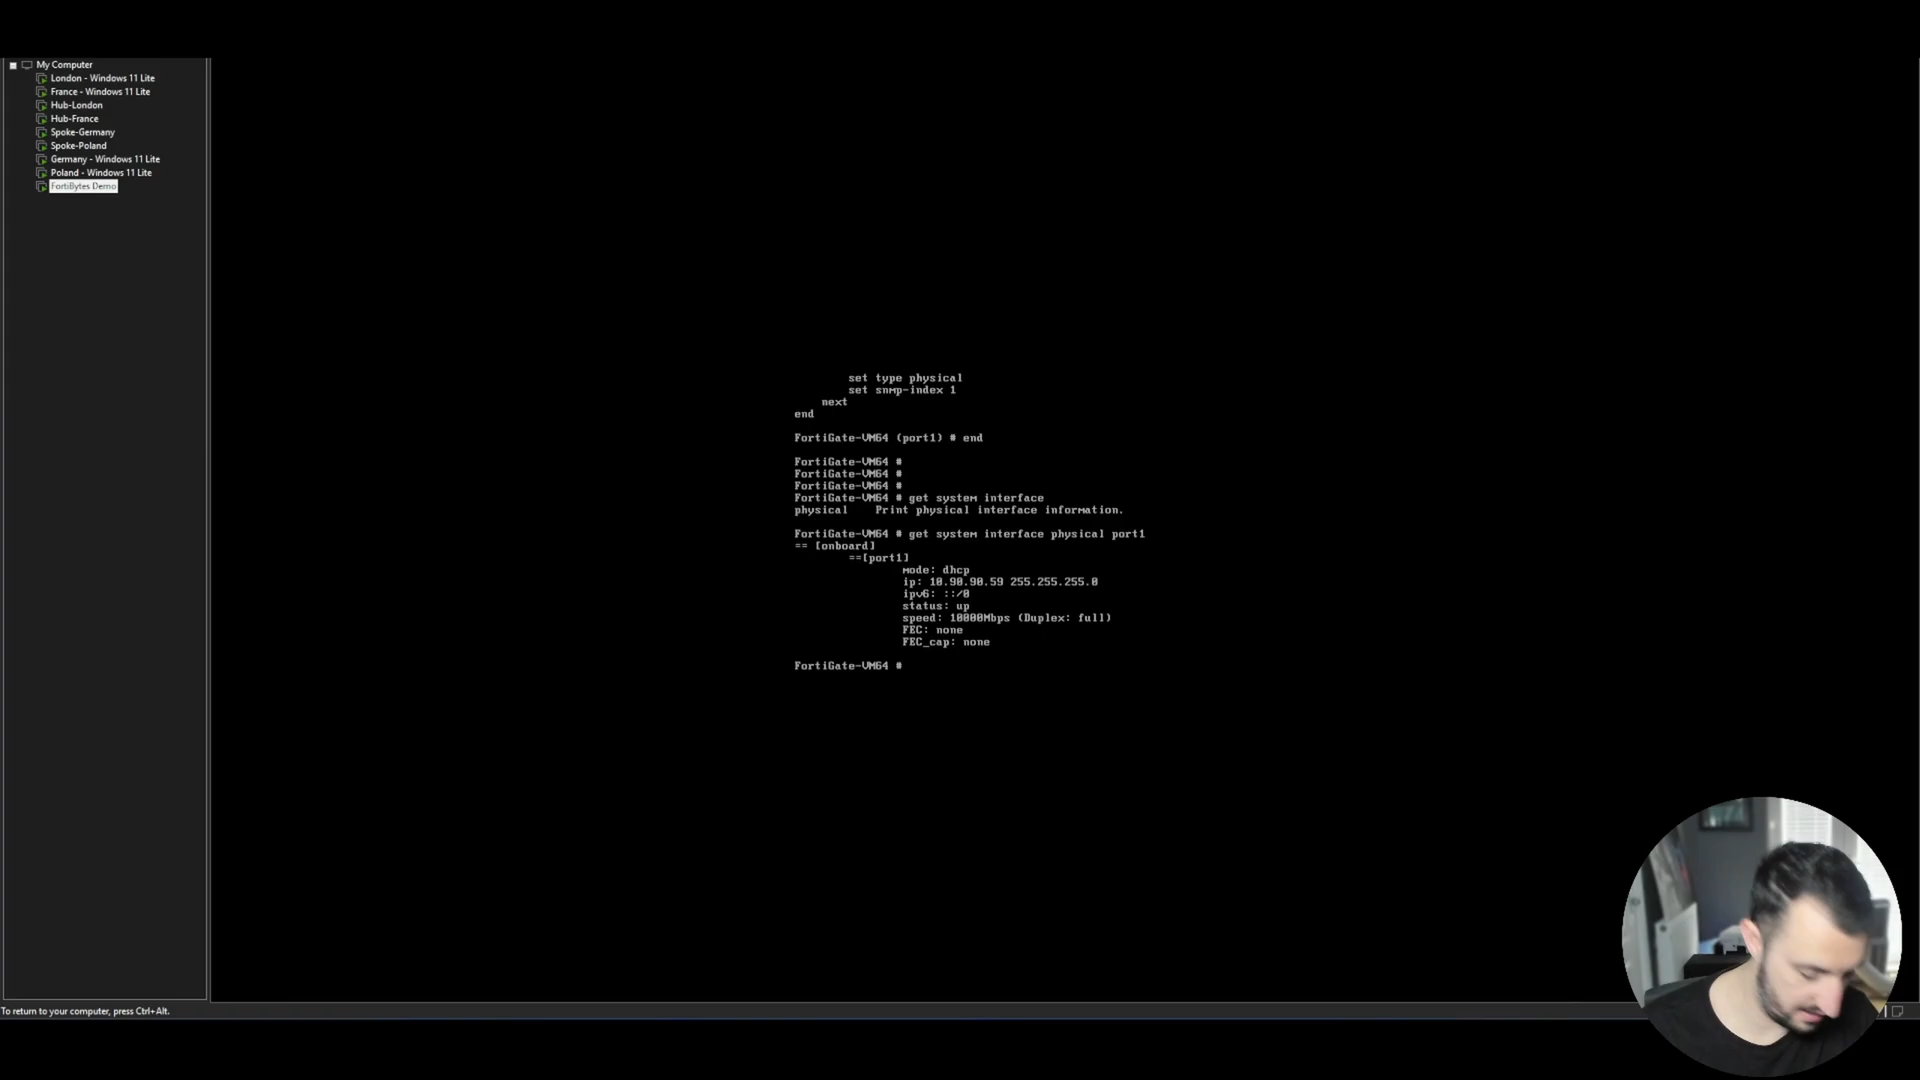 My Computer
London - Windows 11 Lite
France - Windows 11 Lite
Hub-London
Hub-France
Spoke-Germany
Spoke-Poland
Germany - Windows 11 Lite
Poland - Windows 11 Lite
FortiBytes Demo
set type physical
set snmp-index 1
next
end
FortiGate-VM64 (port1) # end
FortiGate-VM64 #
FortiGate-VM64 #
FortiGate-VM64 #
FortiGate-VM64 # get system interface
physical Print physical interface information.
FortiGate-VM64 # get system interface physical port1
== [onboard]
==[port1]
mode: dhcp
ip: 10.90.90.59 255.255.255.0
ipv6: ::/0
status: up
speed: 10000Mbps (Duplex: full)
FEC: none
FEC_cap: none
FortiGate-VM64 #
To return to your computer, press Ctrl+Alt.